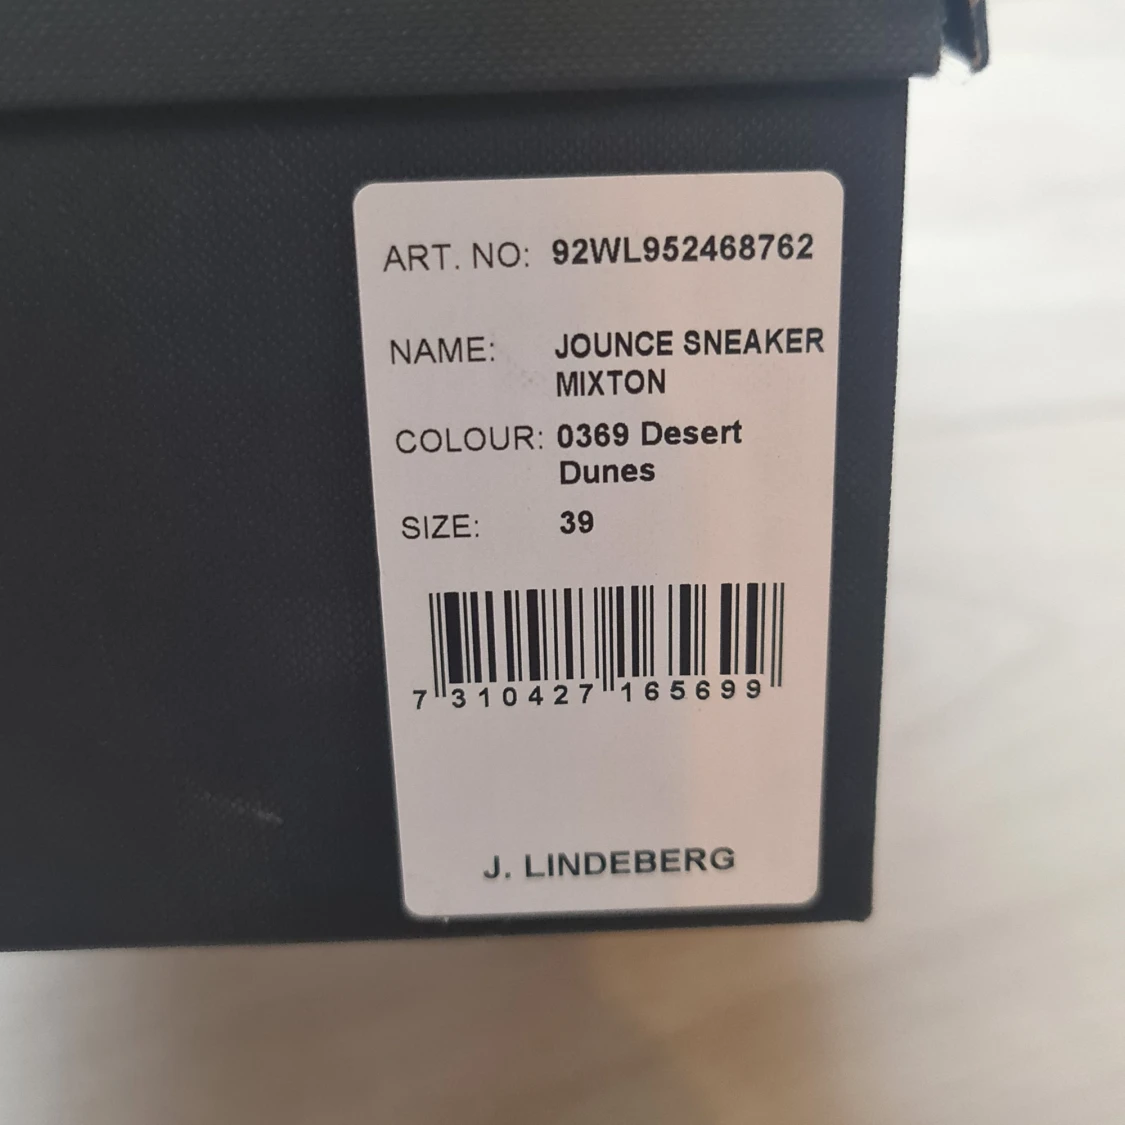 ART. NO: 92WL952468762
NAME: JOUNCE SNEAKER
MIXTON
COLOUR: 0369 Desert
Dunes
SIZE: 39
7 310427 165699
J. LINDEBERG